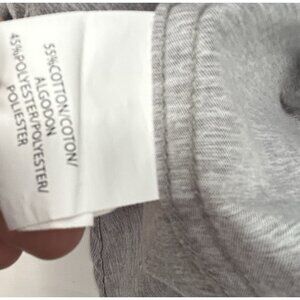 55%COTTON/COTON/
ALGODON
45%POLYESTER/POLYESTER/
POLIESTER